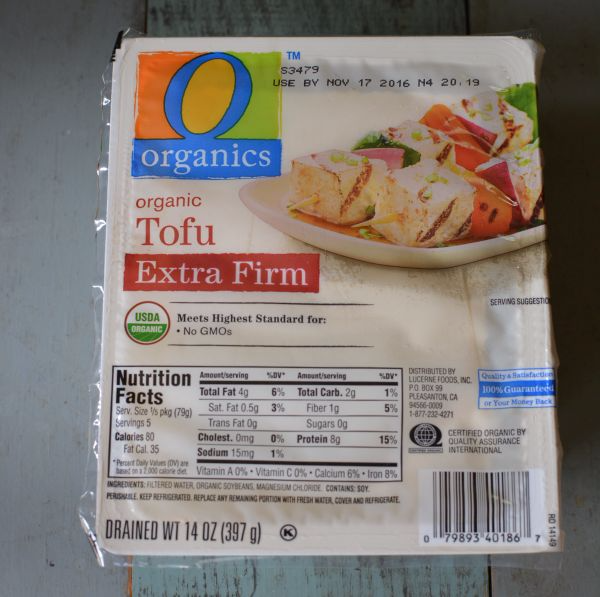 TM
S3479
USE BY NOV 17 2016 N4 20:19
organics
organic
Tofu
Extra Firm
SERVING SUGGESTIO
USDA
ORGANIC
Meets Highest Standard for:
• No GMOs
Nutrition
Facts
Serv. Size 1/5 pkg (79g)
Servings 5
Calories 80
Fat Cal. 35
*Percent Daily Values (DV) are
based on a 2,000 calorie diet.
Amount/serving %DV* Amount/serving %DV*
Total Fat 4g 6% Total Carb. 2g 1%
Sat. Fat 0.5g 3% Fiber 1g 5%
Trans Fat 0g Sugars 0g
Cholest. 0mg 0% Protein 8g 15%
Sodium 15mg 1%
Vitamin A 0% • Vitamin C 0% • Calcium 6% • Iron 8%
INGREDIENTS: FILTERED WATER, ORGANIC SOYBEANS, MAGNESIUM CHLORIDE. CONTAINS: SOY.
PERISHABLE. KEEP REFRIGERATED. REPLACE ANY REMAINING PORTION WITH FRESH WATER, COVER AND REFRIGERATE.
DRAINED WT 14 OZ (397 g)
K
DISTRIBUTED BY
LUCERNE FOODS, INC.
P.O. BOX 99
PLEASANTON, CA
94566-0009
1-877-232-4271
Quality & Satisfaction
100% Guaranteed
or Your Money Back
CERTIFIED ORGANIC BY
QUALITY ASSURANCE
INTERNATIONAL
0 79893 40186 7
RD 14149